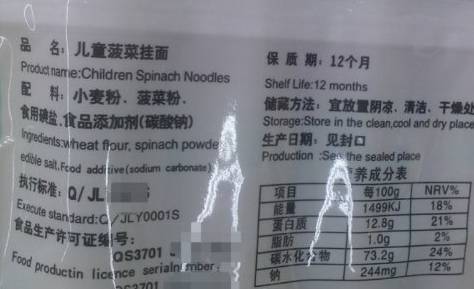 品 名：儿童菠菜挂面
Product name:Children Spinach Noodles
配 料：小麦粉、菠菜粉、
食用碘盐、食品添加剂(碳酸钠)
Ingredients:wheat flour, spinach powder
edible salt,Food additive(sodium carbonate)
执行标准：Q/JL
Execute standard:Q/JLY0001S
食品生产许可证编号：
QS3701
Food productin licence serialnumber:
QS3701
保 质 期：12个月
Shelf Life:12 months
储藏方法：宜放置阴凉、清洁、干燥处
Storage:Store in the clean,cool and dry place
生产日期：见封口
Production :See the sealed place
养成分表
项目 每100g NRV%
能量 1499KJ 18%
蛋白质 12.8g 21%
脂肪 1.0g 2%
碳水化合物 73.2g 24%
钠 244mg 12%